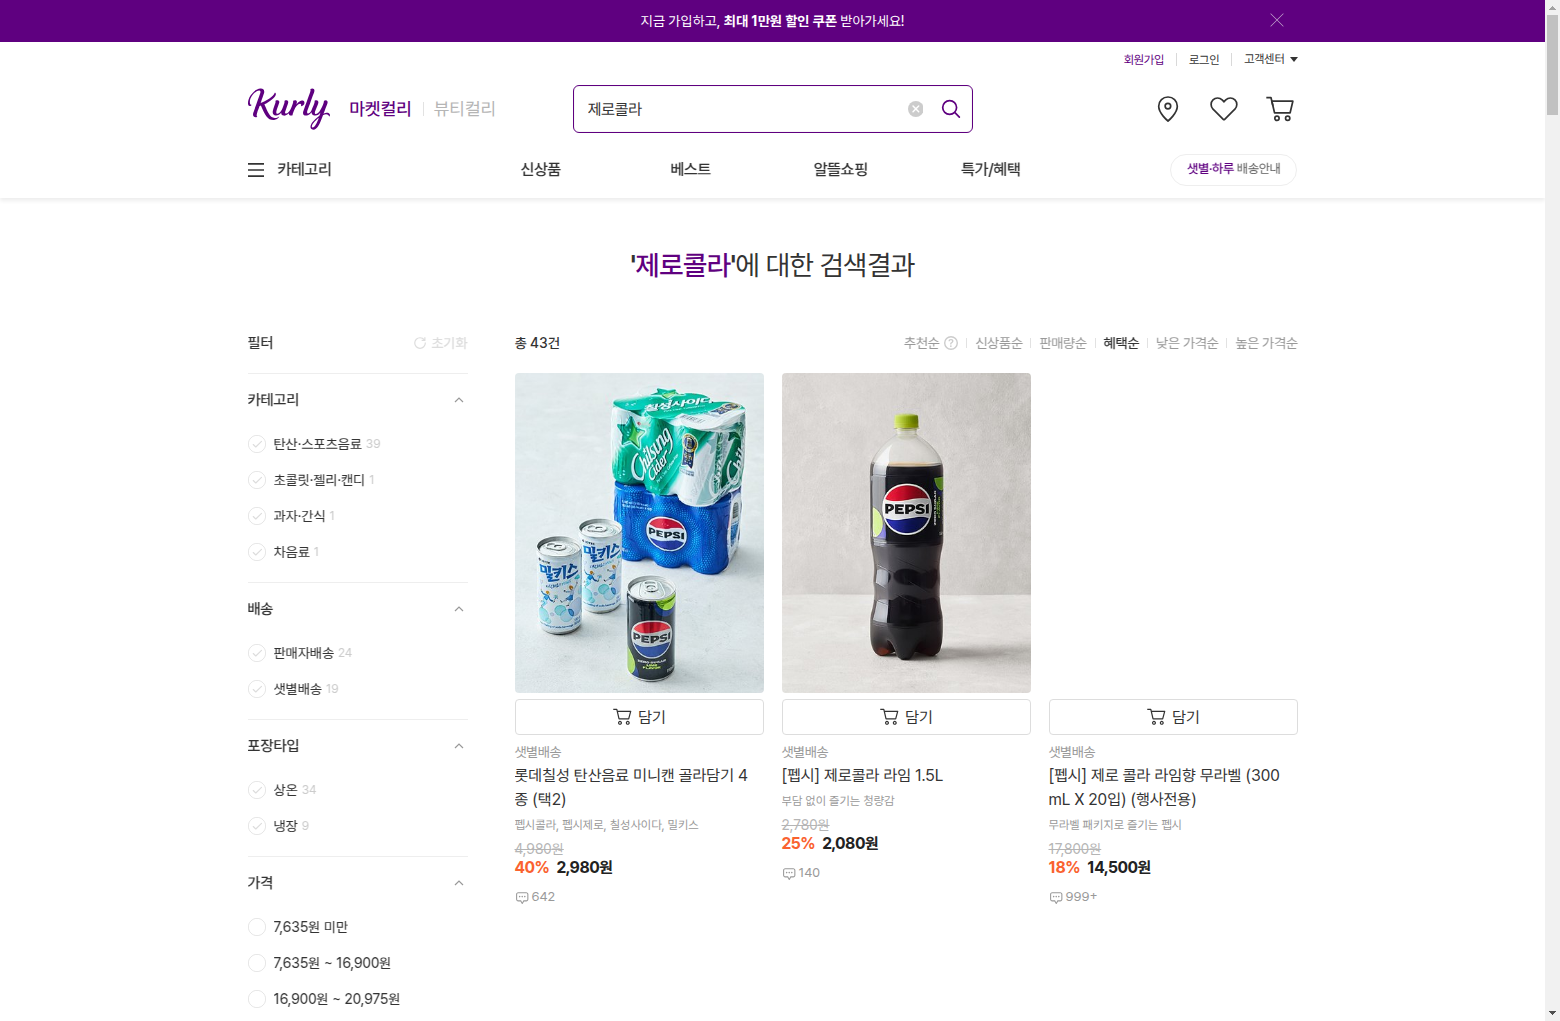 지금 가입하고, 최대 1만원 할인 쿠폰 받아가세요!
회원가입
로그인
고객센터
Kurly
마켓컬리
뷰티컬리
제로콜라
카테고리
신상품
베스트
알뜰쇼핑
특가/혜택
샛별·하루 배송안내
'제로콜라'에 대한 검색결과
필터
초기화
총 43건
추천순
신상품순
판매량순
혜택순
낮은 가격순
높은 가격순
카테고리
탄산·스포츠음료 39
초콜릿·젤리·캔디 1
과자·간식 1
차음료 1
배송
판매자배송 24
샛별배송 19
포장타입
상온 34
냉장 9
가격
7,635원 미만
7,635원 ~ 16,900원
16,900원 ~ 20,975원
칠성사이다
Chilsung
Cider
Chil
PEPSI
밀키스
밀키스
PEPSI
담기
샛별배송
롯데칠성 탄산음료 미니캔 골라담기 4
종 (택2)
펩시콜라, 펩시제로, 칠성사이다, 밀키스
4,980원
40% 2,980원
642
PEPSI
담기
샛별배송
[펩시] 제로콜라 라임 1.5L
부담 없이 즐기는 청량감
2,780원
25% 2,080원
140
담기
샛별배송
[펩시] 제로 콜라 라임향 무라벨 (300
mL X 20입) (행사전용)
무라벨 패키지로 즐기는 펩시
17,800원
18% 14,500원
999+